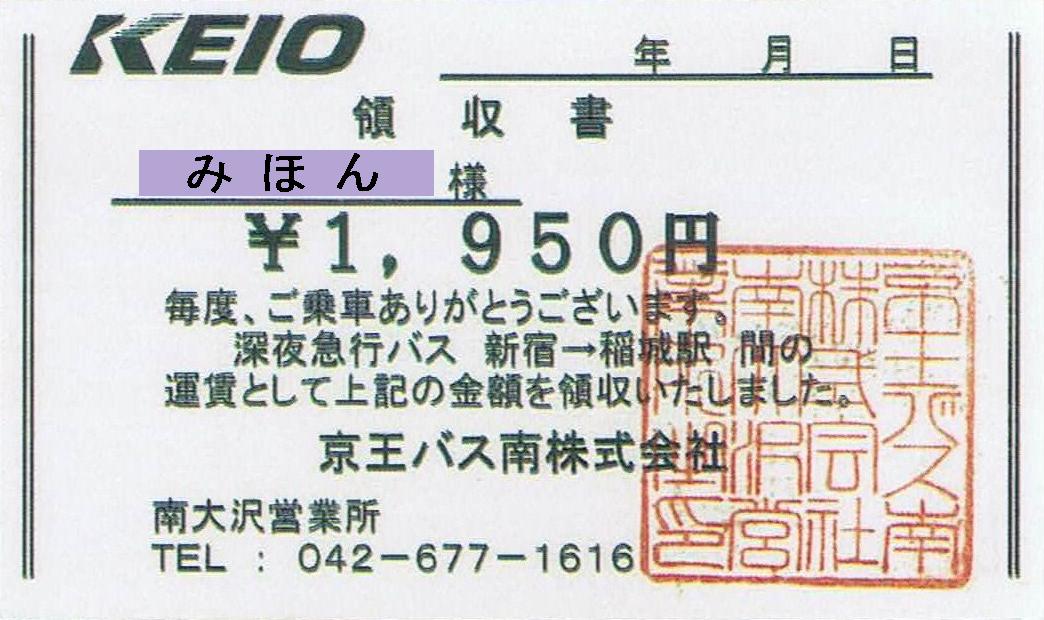 KEIO
年 月 日
領 収 書
みほん 様
￥1，950円
毎度、ご乗車ありがとうございます。
深夜急行バス 新宿→稲城駅 間の
運賃として上記の金額を領収いたしました。
京王バス南株式会社
南大沢営業所
TEL : 042-677-1616